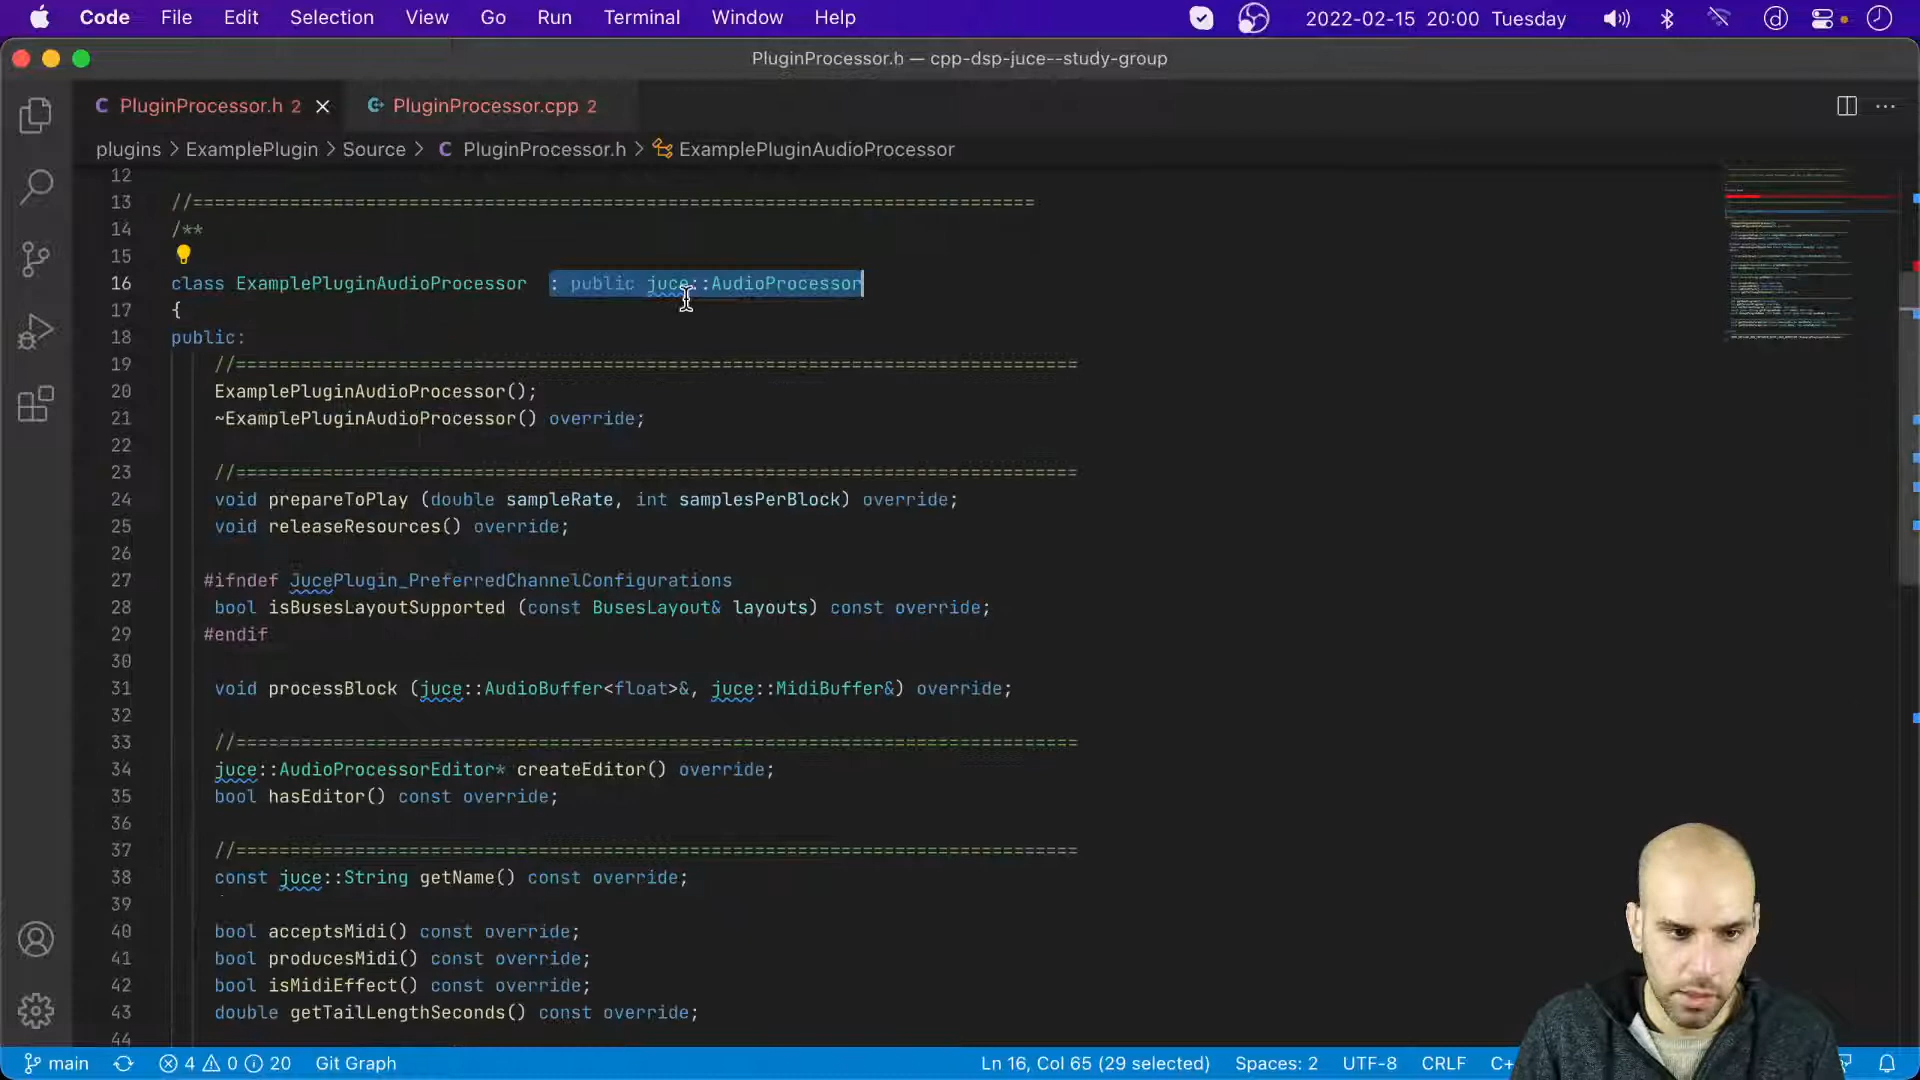 Code File Edit Selection View Go Run Terminal Window Help 2022-02-15 20:00 Tuesday
PluginProcessor.h — cpp-dsp-juce--study-group
PluginProcessor.h 2 PluginProcessor.cpp 2
plugins > ExamplePlugin > Source > C PluginProcessor.h > ExamplePluginAudioProcessor
12
13 //==============================================================================
14 /**
15
16 class ExamplePluginAudioProcessor  : public juce::AudioProcessor
17 {
18 public:
19     //==============================================================================
20     ExamplePluginAudioProcessor();
21     ~ExamplePluginAudioProcessor() override;
22
23     //==============================================================================
24     void prepareToPlay (double sampleRate, int samplesPerBlock) override;
25     void releaseResources() override;
26
27    #ifndef JucePlugin_PreferredChannelConfigurations
28     bool isBusesLayoutSupported (const BusesLayout& layouts) const override;
29    #endif
30
31     void processBlock (juce::AudioBuffer<float>&, juce::MidiBuffer&) override;
32
33     //==============================================================================
34     juce::AudioProcessorEditor* createEditor() override;
35     bool hasEditor() const override;
36
37     //==============================================================================
38     const juce::String getName() const override;
39
40     bool acceptsMidi() const override;
41     bool producesMidi() const override;
42     bool isMidiEffect() const override;
43     double getTailLengthSeconds() const override;
44
main 4 0 20 Git Graph Ln 16, Col 65 (29 selected) Spaces: 2 UTF-8 CRLF